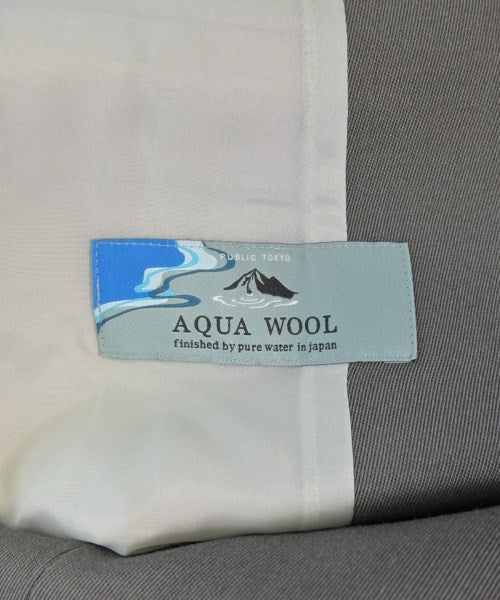 PUBLIC TOKYO
AQUA WOOL
finished by pure water in japan